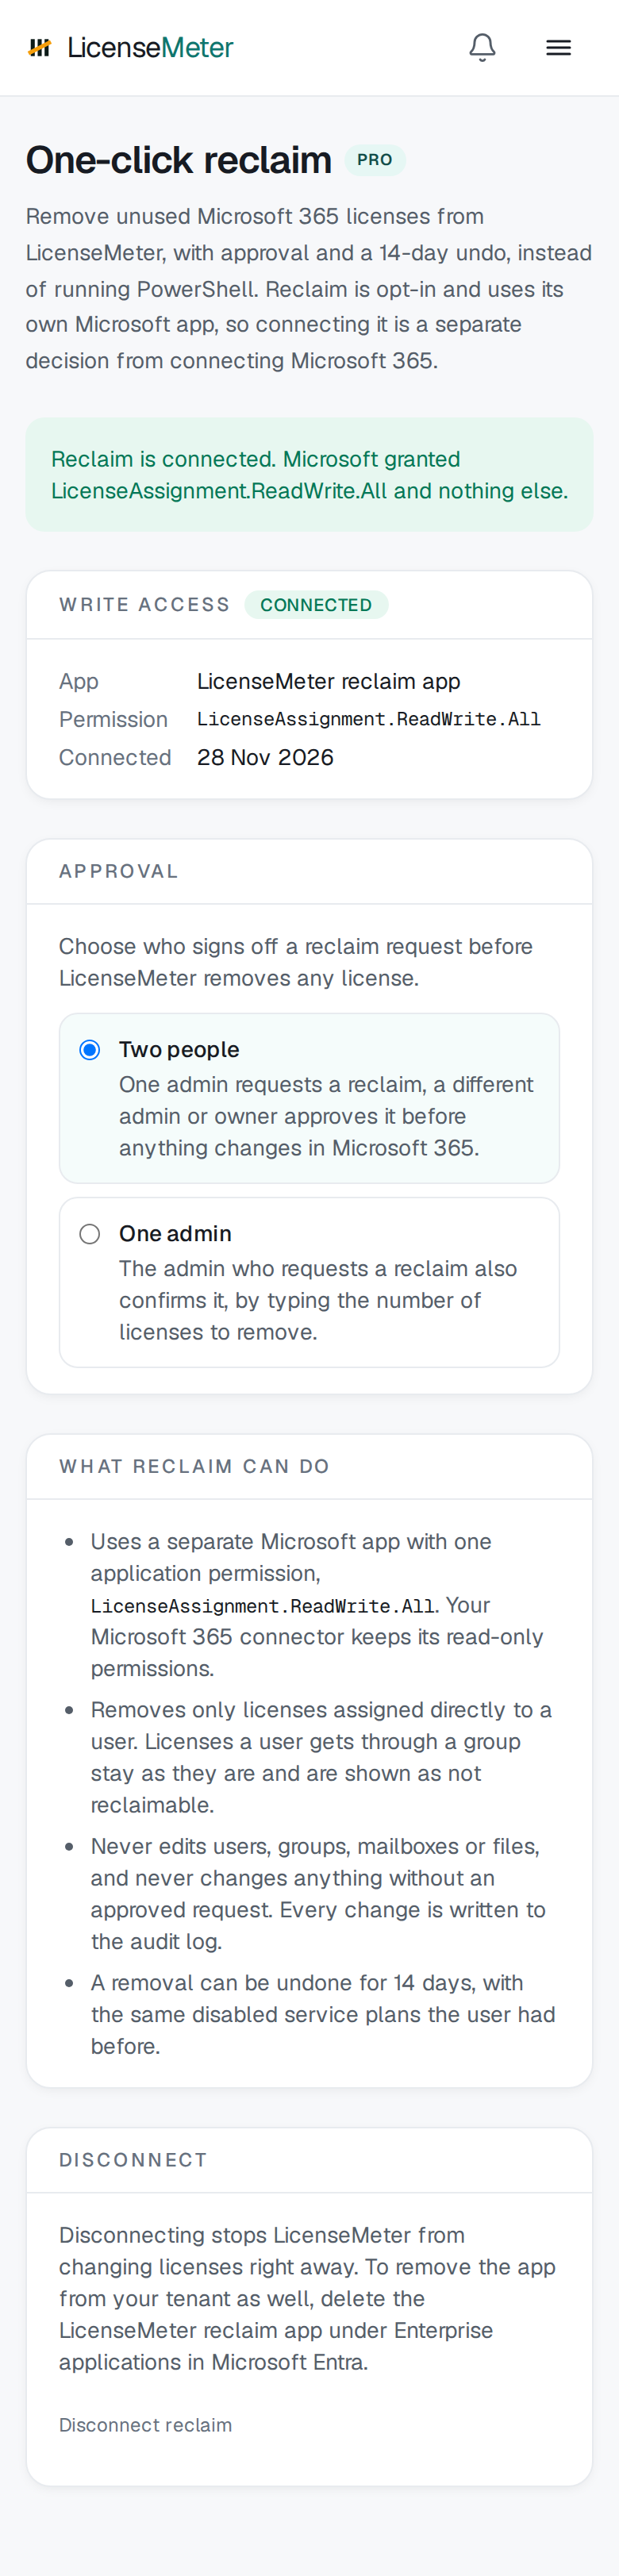 LicenseMeter
One-click reclaim PRO
Remove unused Microsoft 365 licenses from
LicenseMeter, with approval and a 14-day undo, instead
of running PowerShell. Reclaim is opt-in and uses its
own Microsoft app, so connecting it is a separate
decision from connecting Microsoft 365.
Reclaim is connected. Microsoft granted
LicenseAssignment.ReadWrite.All and nothing else.
WRITE ACCESS CONNECTED
App LicenseMeter reclaim app
Permission LicenseAssignment.ReadWrite.All
Connected 28 Nov 2026
APPROVAL
Choose who signs off a reclaim request before
LicenseMeter removes any license.
Two people
One admin requests a reclaim, a different
admin or owner approves it before
anything changes in Microsoft 365.
One admin
The admin who requests a reclaim also
confirms it, by typing the number of
licenses to remove.
WHAT RECLAIM CAN DO
• Uses a separate Microsoft app with one
application permission,
LicenseAssignment.ReadWrite.All. Your
Microsoft 365 connector keeps its read-only
permissions.
• Removes only licenses assigned directly to a
user. Licenses a user gets through a group
stay as they are and are shown as not
reclaimable.
• Never edits users, groups, mailboxes or files,
and never changes anything without an
approved request. Every change is written to
the audit log.
• A removal can be undone for 14 days, with
the same disabled service plans the user had
before.
DISCONNECT
Disconnecting stops LicenseMeter from
changing licenses right away. To remove the app
from your tenant as well, delete the
LicenseMeter reclaim app under Enterprise
applications in Microsoft Entra.
Disconnect reclaim